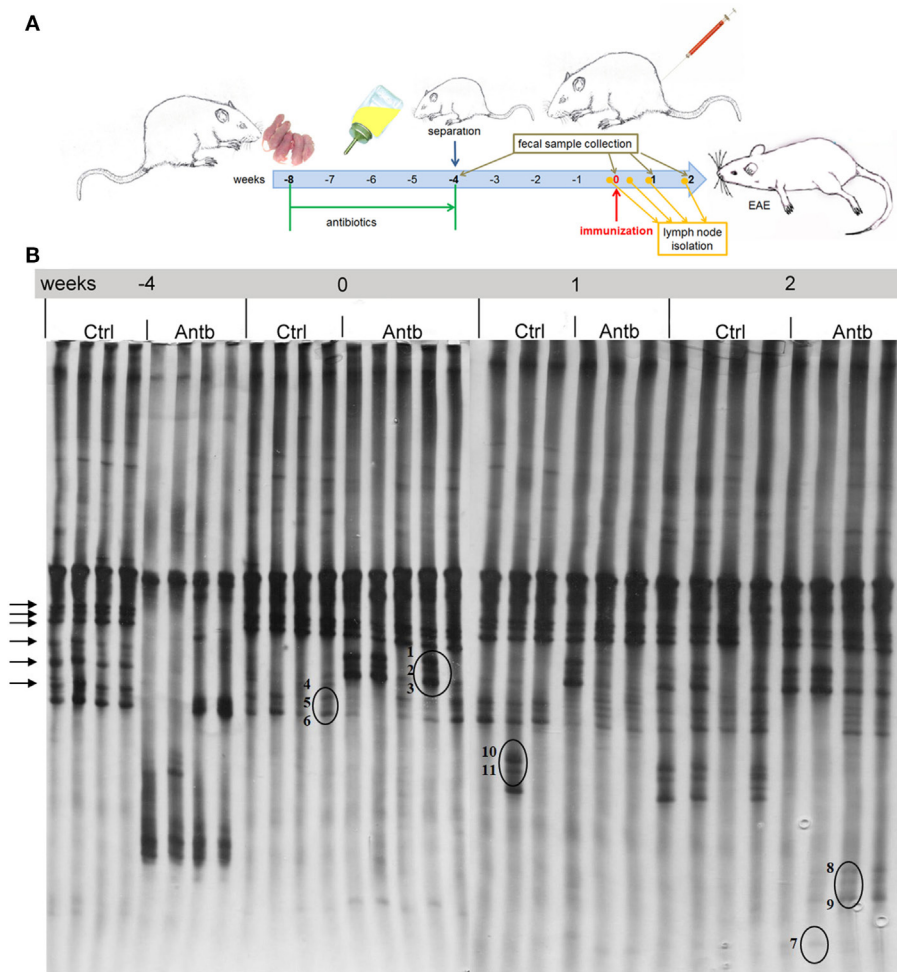 A
separation
fecal sample collection
weeks -8 -7 -6 -5 -4 -3 -2 -1 0 1 2
EAE
antibiotics
immunization
lymph node
isolation
B
weeks -4 0 1 2
Ctrl Antb Ctrl Antb Ctrl Antb Ctrl Antb
1
2
3
4
5
6
10
11
8
9
7